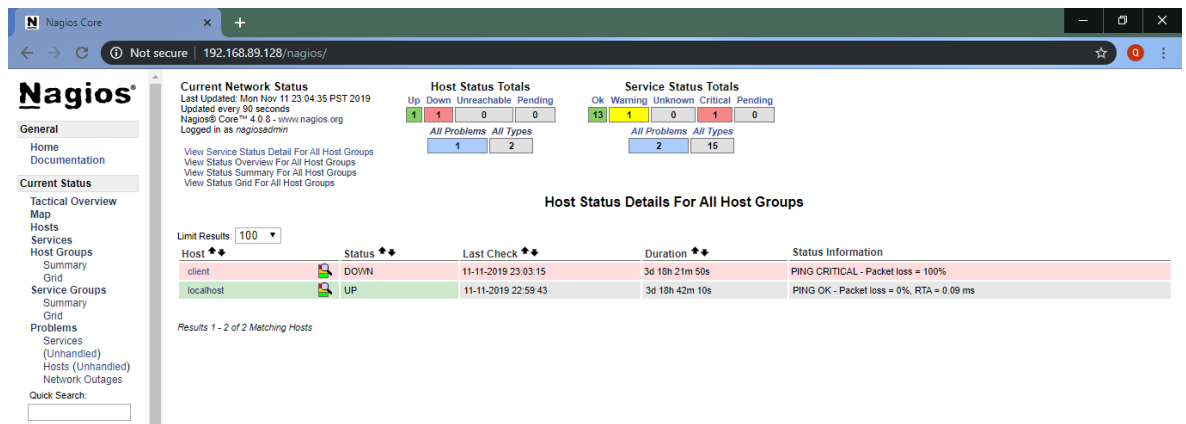 Nagios Core
Not secure | 192.168.89.128/nagios/
Q
Nagios®
General
Home
Documentation
Current Status
Tactical Overview
Map
Hosts
Services
Host Groups
Summary
Grid
Service Groups
Summary
Grid
Problems
Services
(Unhandled)
Hosts (Unhandled)
Network Outages
Quick Search:
Current Network Status
Last Updated: Mon Nov 11 23:04:35 PST 2019
Updated every 90 seconds
Nagios® Core™ 4.0.8 - www.nagios.org
Logged in as nagiosadmin
View Service Status Detail For All Host Groups
View Status Overview For All Host Groups
View Status Summary For All Host Groups
View Status Grid For All Host Groups
Host Status Totals
Up Down Unreachable Pending
1 1 0 0
All Problems All Types
1 2
Service Status Totals
Ok Warning Unknown Critical Pending
13 1 0 1 0
All Problems All Types
2 15
Host Status Details For All Host Groups
Limit Results: 100
Host Status Last Check Duration Status Information
client DOWN 11-11-2019 23:03:15 3d 18h 21m 50s PING CRITICAL - Packet loss = 100%
localhost UP 11-11-2019 22:59:43 3d 18h 42m 10s PING OK - Packet loss = 0%, RTA = 0.09 ms
Results 1 - 2 of 2 Matching Hosts